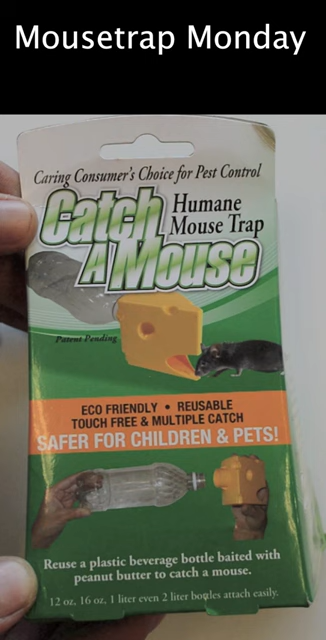 Mousetrap Monday
Caring Consumer's Choice for Pest Control
Catch
A Mouse
Humane
Mouse Trap
Patent Pending
ECO FRIENDLY • REUSABLE
TOUCH FREE & MULTIPLE CATCH
SAFER FOR CHILDREN & PETS!
Reuse a plastic beverage bottle baited with
peanut butter to catch a mouse.
12 oz, 16 oz, 1 liter even 2 liter bottles attach easily.